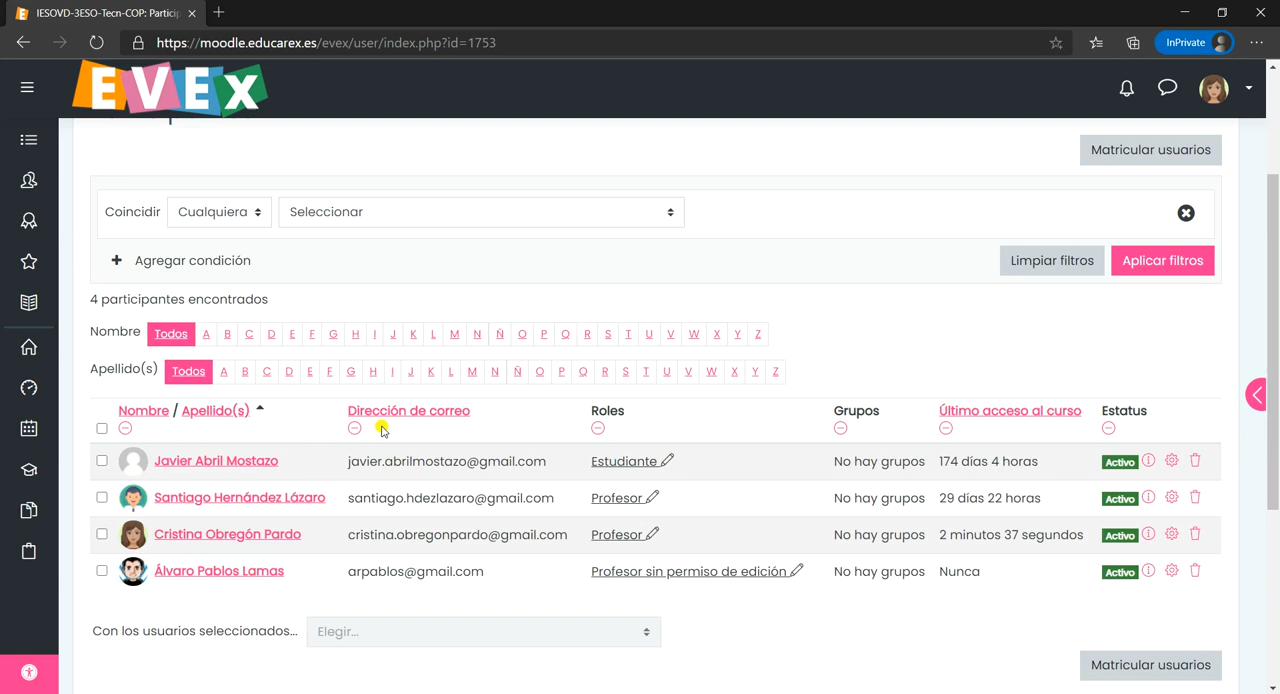 IESOVD-3ESO-Tecn-COP: Particip
https://moodle.educarex.es/evex/user/index.php?id=1753
InPrivate
EVEX
Matricular usuarios
Coincidir Cualquiera Seleccionar
Agregar condición Limpiar filtros Aplicar filtros
4 participantes encontrados
Nombre Todos A B C D E F G H I J K L M N Ñ O P Q R S T U V W X Y Z
Apellido(s) Todos A B C D E F G H I J K L M N Ñ O P Q R S T U V W X Y Z
Nombre / Apellido(s) Dirección de correo Roles Grupos Último acceso al curso Estatus
Javier Abril Mostazo javier.abrilmostazo@gmail.com Estudiante No hay grupos 174 días 4 horas Activo
Santiago Hernández Lázaro santiago.hdezlazaro@gmail.com Profesor No hay grupos 29 días 22 horas Activo
Cristina Obregón Pardo cristina.obregonpardo@gmail.com Profesor No hay grupos 2 minutos 37 segundos Activo
Álvaro Pablos Lamas arpablos@gmail.com Profesor sin permiso de edición No hay grupos Nunca Activo
Con los usuarios seleccionados... Elegir...
Matricular usuarios